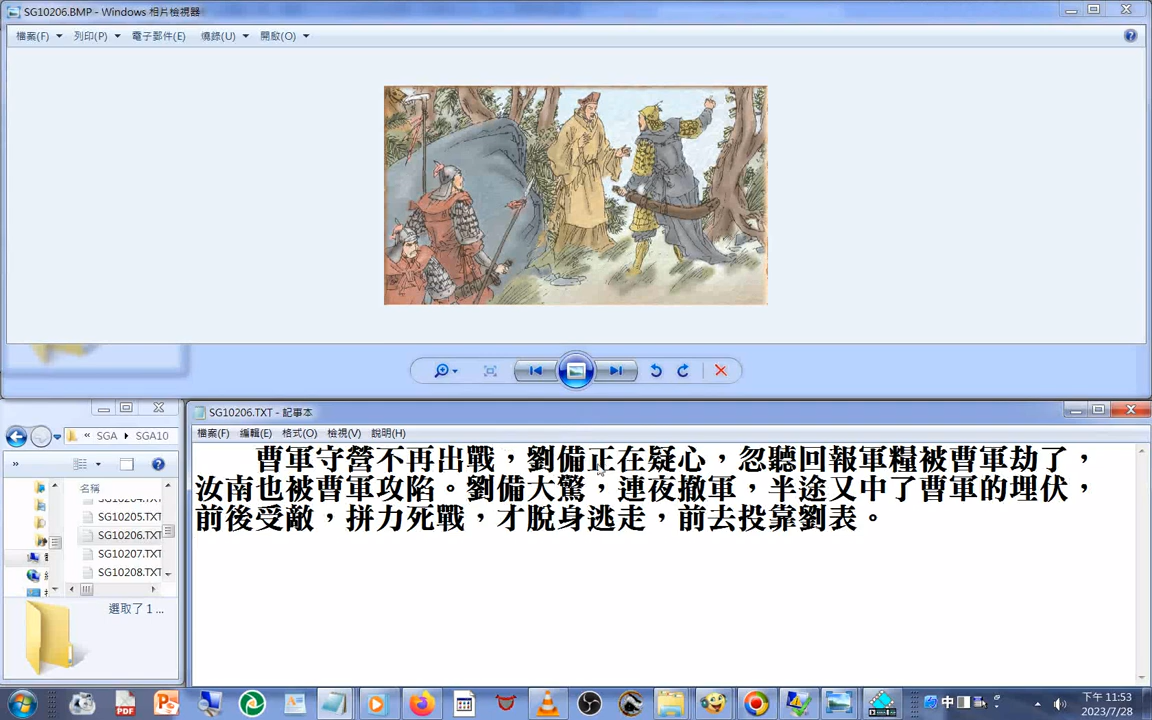 SG10206.BMP - Windows 相片檢視器
檔案(F) 列印(P) 電子郵件(E) 燒錄(U) 開啟(O)
SG10206.TXT - 記事本
檔案(F) 編輯(E) 格式(O) 檢視(V) 說明(H)
曹軍守營不再出戰，劉備正在疑心，忽聽回報軍糧被曹軍劫了，
汝南也被曹軍攻陷。劉備大驚，連夜撤軍，半途又中了曹軍的埋伏，
前後受敵，拼力死戰，才脫身逃走，前去投靠劉表。
« SGA SGA10
»
名稱
SG10204.TXT
SG10205.TXT
SG10206.TXT
SG10207.TXT
SG10208.TXT
選取了 1 ...
PDF
中
下午 11:53
2023/7/28